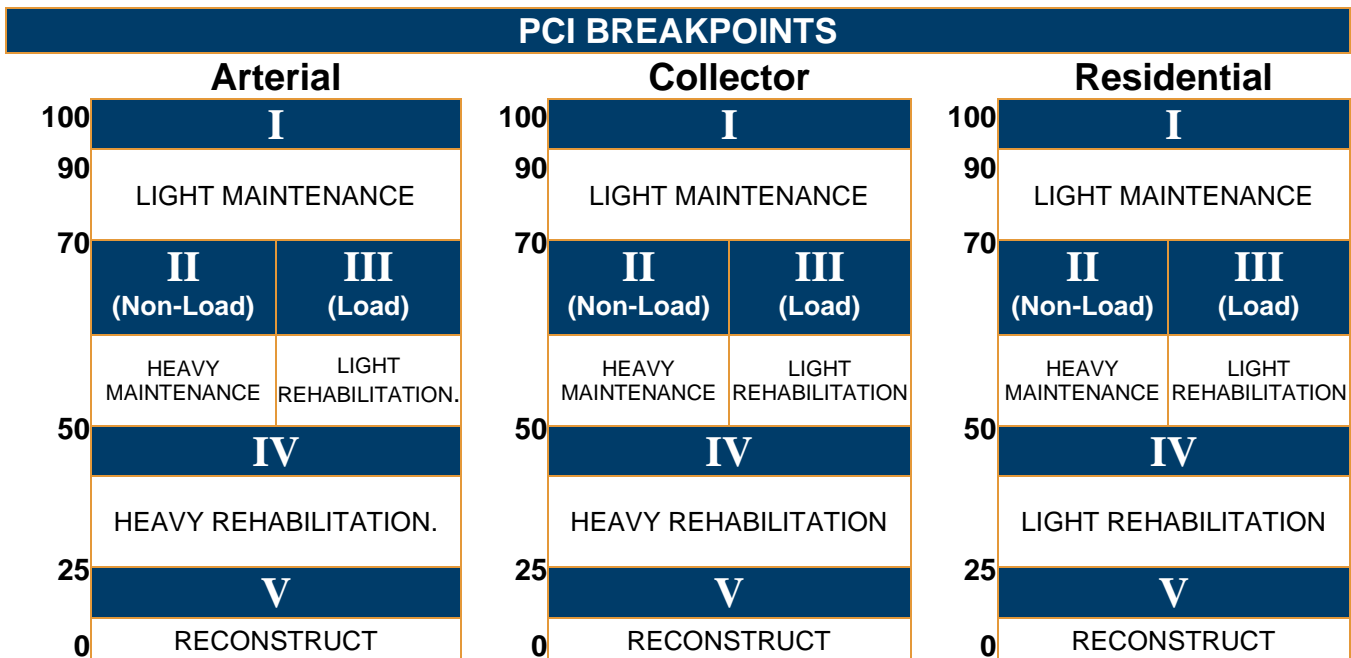 PCI BREAKPOINTS
Arterial
100
I
90
LIGHT MAINTENANCE
70
II
(Non-Load)
III
(Load)
HEAVY
MAINTENANCE
LIGHT
REHABILITATION.
50
IV
HEAVY REHABILITATION.
25
V
0
RECONSTRUCT
Collector
100
I
90
LIGHT MAINTENANCE
70
II
(Non-Load)
III
(Load)
HEAVY
MAINTENANCE
LIGHT
REHABILITATION
50
IV
HEAVY REHABILITATION
25
V
0
RECONSTRUCT
Residential
100
I
90
LIGHT MAINTENANCE
70
II
(Non-Load)
III
(Load)
HEAVY
MAINTENANCE
LIGHT
REHABILITATION
50
IV
LIGHT REHABILITATION
25
V
0
RECONSTRUCT